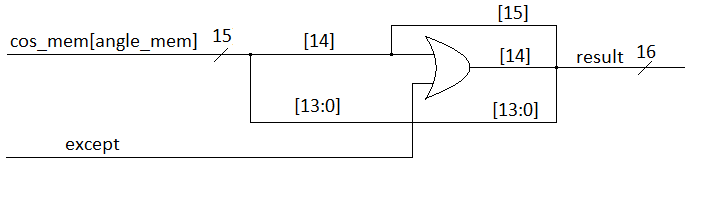 [15]
cos_mem[angle_mem] 15 [14] [14] result 16
[13:0] [13:0]
except